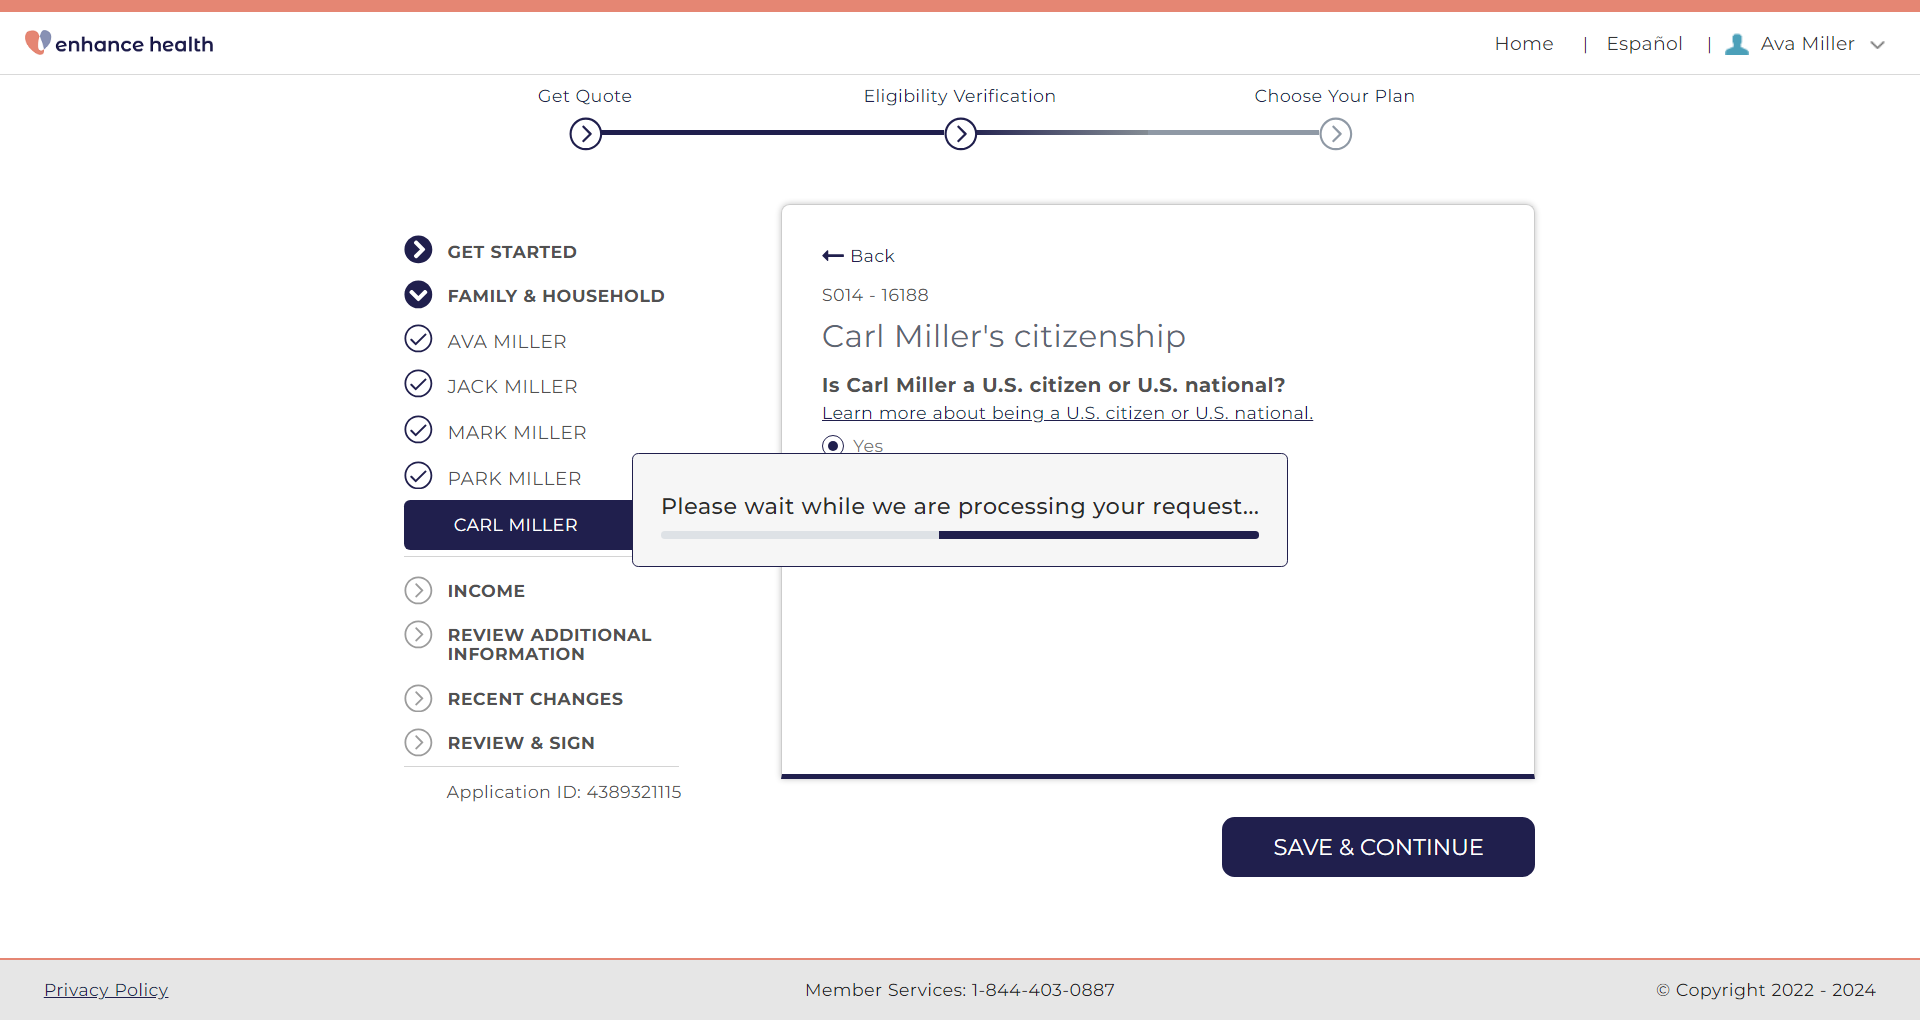 enhance health
Home | Español | Ava Miller
Get Quote
Eligibility Verification
Choose Your Plan
GET STARTED
FAMILY & HOUSEHOLD
AVA MILLER
JACK MILLER
MARK MILLER
PARK MILLER
CARL MILLER
INCOME
REVIEW ADDITIONAL
INFORMATION
RECENT CHANGES
REVIEW & SIGN
Application ID: 4389321115
Back
S014 - 16188
Carl Miller's citizenship
Is Carl Miller a U.S. citizen or U.S. national?
Learn more about being a U.S. citizen or U.S. national.
Yes
Please wait while we are processing your request...
SAVE & CONTINUE
Privacy Policy
Member Services: 1-844-403-0887
© Copyright 2022 - 2024